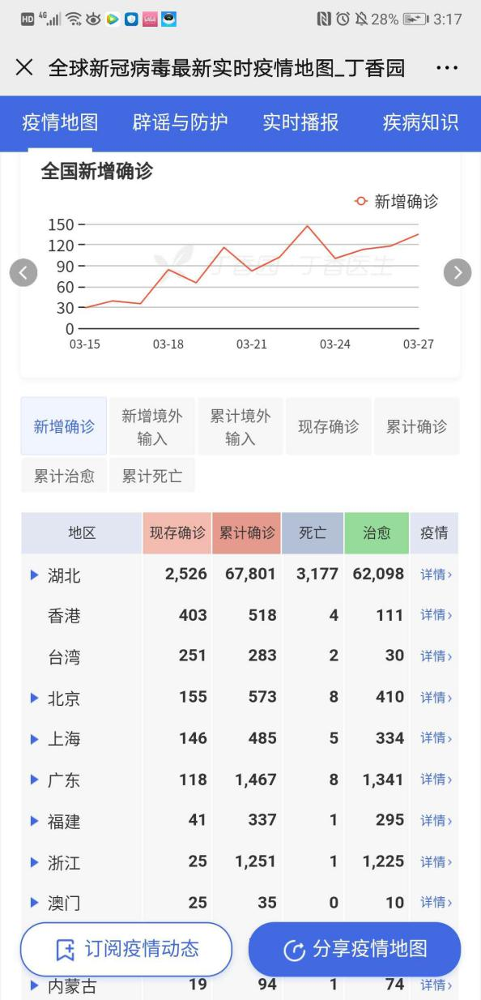 HD 4G 28% 3:17
全球新冠病毒最新实时疫情地图_丁香园
疫情地图 辟谣与防护 实时播报 疾病知识
全国新增确诊
新增确诊
150
120
90
60
30
0
丁香园 丁香医生
03-15 03-18 03-21 03-24 03-27
新增确诊 新增境外输入 累计境外输入 现存确诊 累计确诊
累计治愈 累计死亡
地区 现存确诊 累计确诊 死亡 治愈 疫情
湖北 2,526 67,801 3,177 62,098 详情›
香港 403 518 4 111 详情›
台湾 251 283 2 30 详情›
北京 155 573 8 410 详情›
上海 146 485 5 334 详情›
广东 118 1,467 8 1,341 详情›
福建 41 337 1 295 详情›
浙江 25 1,251 1 1,225 详情›
澳门 25 35 0 10 详情›
订阅疫情动态 分享疫情地图
内蒙古 19 94 1 74 详情›